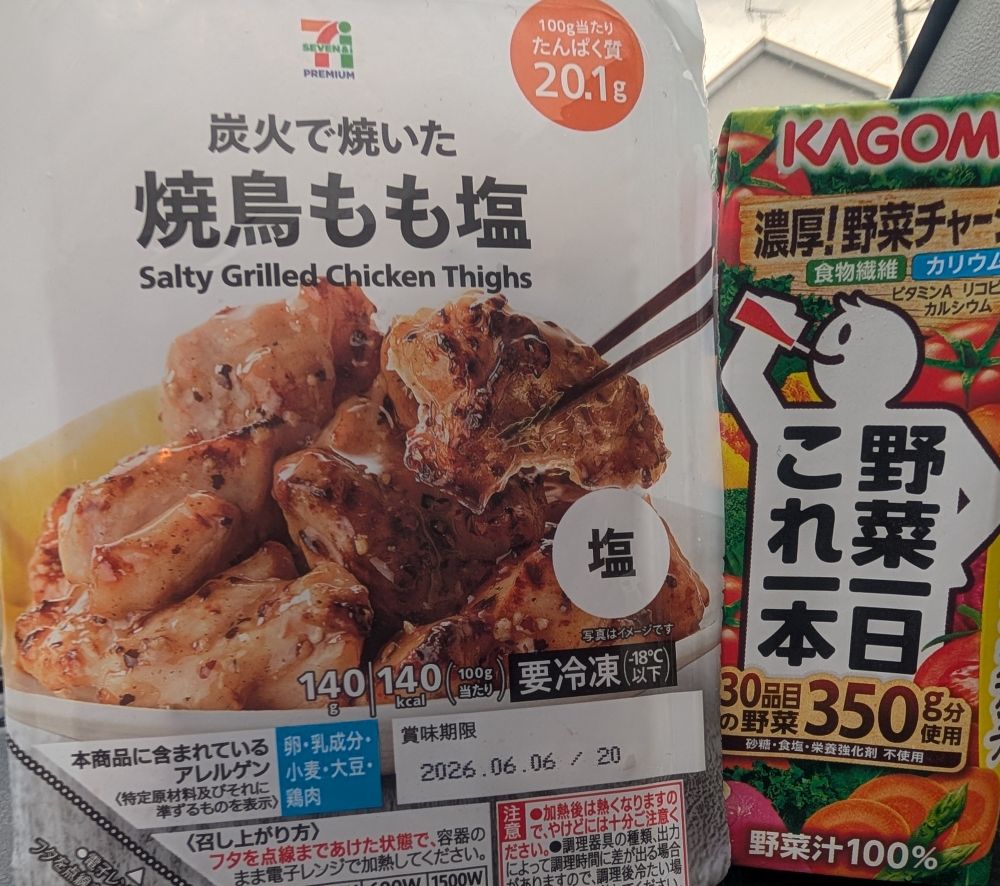 SEVEN&i
PREMIUM
100g当たり
たんぱく質
20.1g
炭火で焼いた
焼鳥もも塩
Salty Grilled Chicken Thighs
塩
写真はイメージです
140g
140kcal
(100g当たり)
要冷凍(-18℃以下)
本商品に含まれている
アレルゲン
〈特定原材料及びそれに
準ずるものを表示〉
卵・乳成分・
小麦・大豆・
鶏肉
賞味期限
2026.06.06 / 20
〈召し上がり方〉
フタを点線まであけた状態で、容器の
まま電子レンジで加熱してください。
1500W
注意
●加熱後は熱くなりますの
で、やけどには十分ご注意く
ださい。●調理器具の種類、出力
によって調理時間に差が出る場合
がありますので、調理後冷たい場
KAGOM
濃厚!野菜チャー
食物繊維
カリウム
ビタミンA リコピ
カルシウム
野菜一日
これ一本
30品目
の野菜
350g分
使用
砂糖・食塩・栄養強化剤 不使用
野菜汁100%